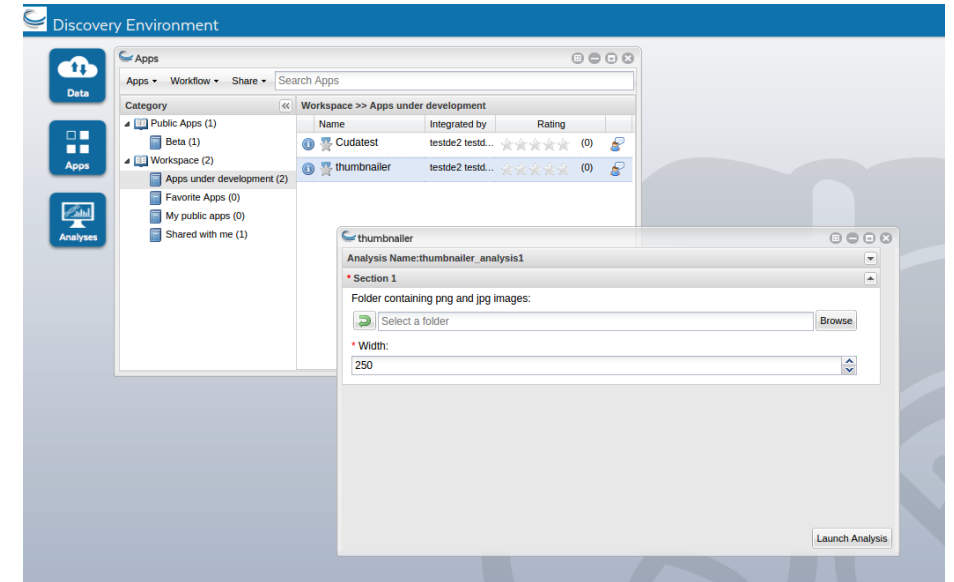 Discovery Environment
Data
Apps
Analyses
Apps
Apps Workflow Share Search Apps
Category
Public Apps (1)
Beta (1)
Workspace (2)
Apps under development (2)
Favorite Apps (0)
My public apps (0)
Shared with me (1)
Workspace >> Apps under development
Name Integrated by Rating
Cudatest testde2 testd... (0)
thumbnailer testde2 testd... (0)
thumbnailer
Analysis Name:thumbnailer_analysis1
* Section 1
Folder containing png and jpg images:
Select a folder Browse
* Width:
250
Launch Analysis